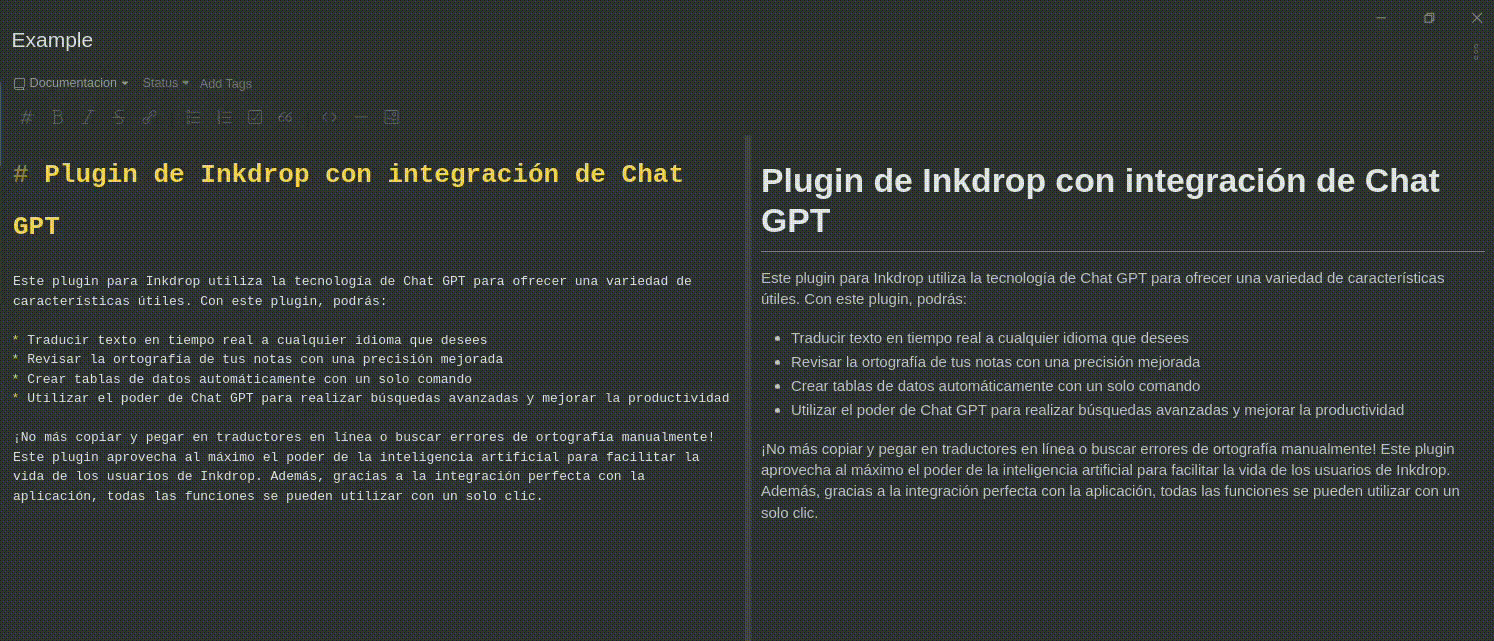 Example
Documentacion Status Add Tags
# Plugin de Inkdrop con integración de Chat
GPT
Este plugin para Inkdrop utiliza la tecnología de Chat GPT para ofrecer una variedad de
características útiles. Con este plugin, podrás:
* Traducir texto en tiempo real a cualquier idioma que desees
* Revisar la ortografía de tus notas con una precisión mejorada
* Crear tablas de datos automáticamente con un solo comando
* Utilizar el poder de Chat GPT para realizar búsquedas avanzadas y mejorar la productividad
¡No más copiar y pegar en traductores en línea o buscar errores de ortografía manualmente!
Este plugin aprovecha al máximo el poder de la inteligencia artificial para facilitar la
vida de los usuarios de Inkdrop. Además, gracias a la integración perfecta con la
aplicación, todas las funciones se pueden utilizar con un solo clic.
Plugin de Inkdrop con integración de Chat
GPT
Este plugin para Inkdrop utiliza la tecnología de Chat GPT para ofrecer una variedad de características
útiles. Con este plugin, podrás:
• Traducir texto en tiempo real a cualquier idioma que desees
• Revisar la ortografía de tus notas con una precisión mejorada
• Crear tablas de datos automáticamente con un solo comando
• Utilizar el poder de Chat GPT para realizar búsquedas avanzadas y mejorar la productividad
¡No más copiar y pegar en traductores en línea o buscar errores de ortografía manualmente! Este plugin
aprovecha al máximo el poder de la inteligencia artificial para facilitar la vida de los usuarios de Inkdrop.
Además, gracias a la integración perfecta con la aplicación, todas las funciones se pueden utilizar con un
solo clic.